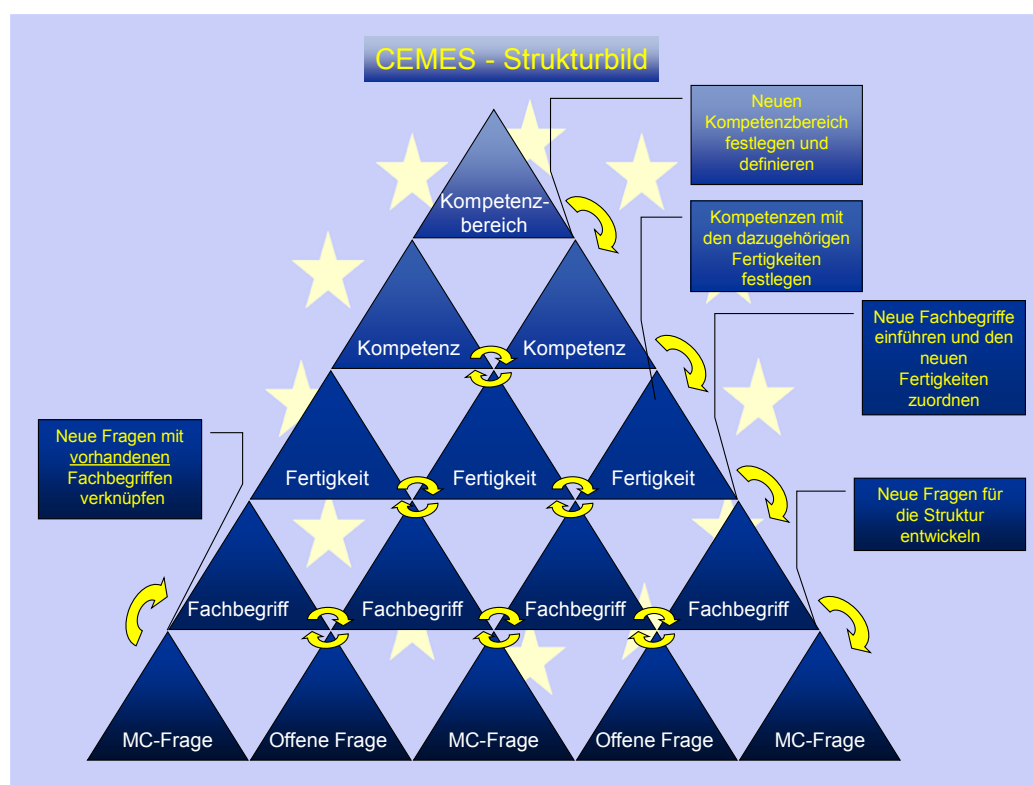 CEMES - Strukturbild
Neuen
Kompetenzbereich
festlegen und
definieren
Kompetenz-
bereich
Kompetenzen mit
den dazugehörigen
Fertigkeiten
festlegen
Kompetenz
Kompetenz
Neue Fachbegriffe
einführen und den
neuen
Fertigkeiten
zuordnen
Neue Fragen mit
vorhandenen
Fachbegriffen
verknüpfen
Fertigkeit
Fertigkeit
Fertigkeit
Neue Fragen für
die Struktur
entwickeln
Fachbegriff
Fachbegriff
Fachbegriff
Fachbegriff
MC-Frage
Offene Frage
MC-Frage
Offene Frage
MC-Frage